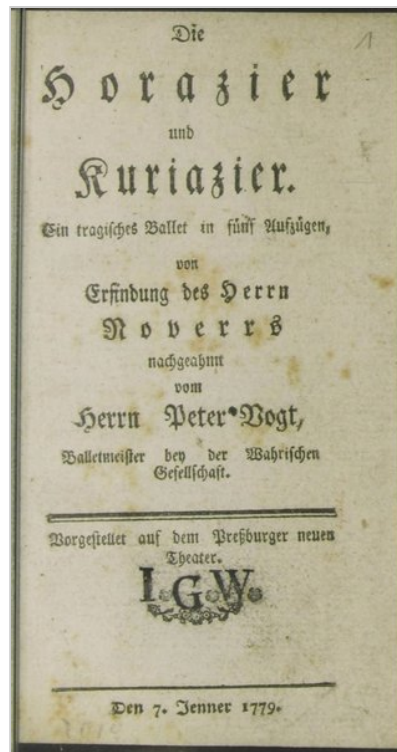 Die
1
Horazier
und
Kuriazier.
Ein tragisches Ballet in fünf Aufzügen,
von
Erfindung des Herrn
Noverrs
nachgeahmt
vom
Herrn Peter Vogt,
Balletmeister bey der Wahrischen
Gesellschaft.
Vorgestellet auf dem Preßburger neuen
Theater.
I.G.W.
Den 7. Jenner 1779.